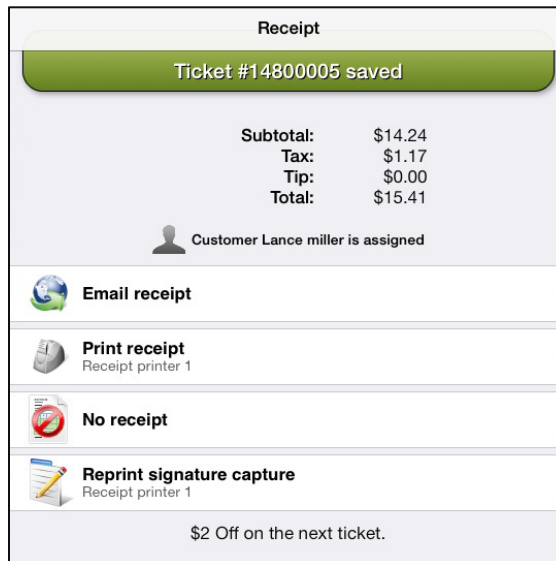 Receipt
Ticket #14800005 saved
Subtotal: $14.24
Tax: $1.17
Tip: $0.00
Total: $15.41
Customer Lance miller is assigned
Email receipt
Print receipt
Receipt printer 1
No receipt
Reprint signature capture
Receipt printer 1
$2 Off on the next ticket.